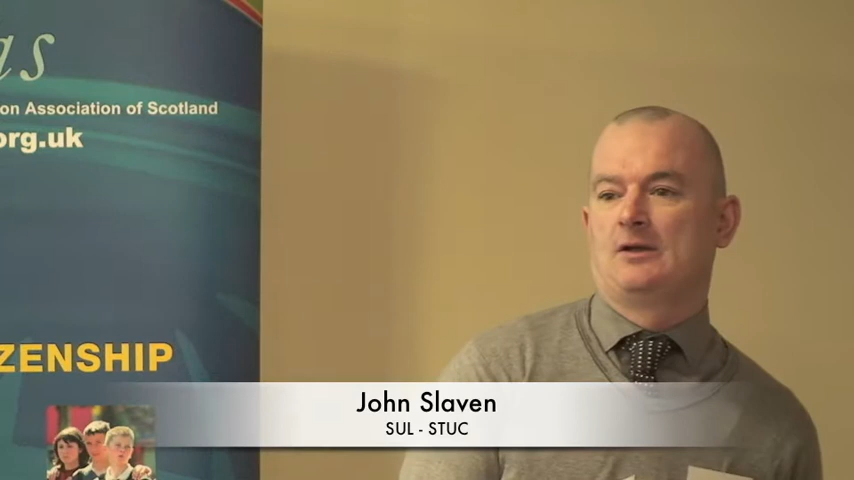 as
on Association of Scotland
org.uk
ZENSHIP
John Slaven
SUL - STUC